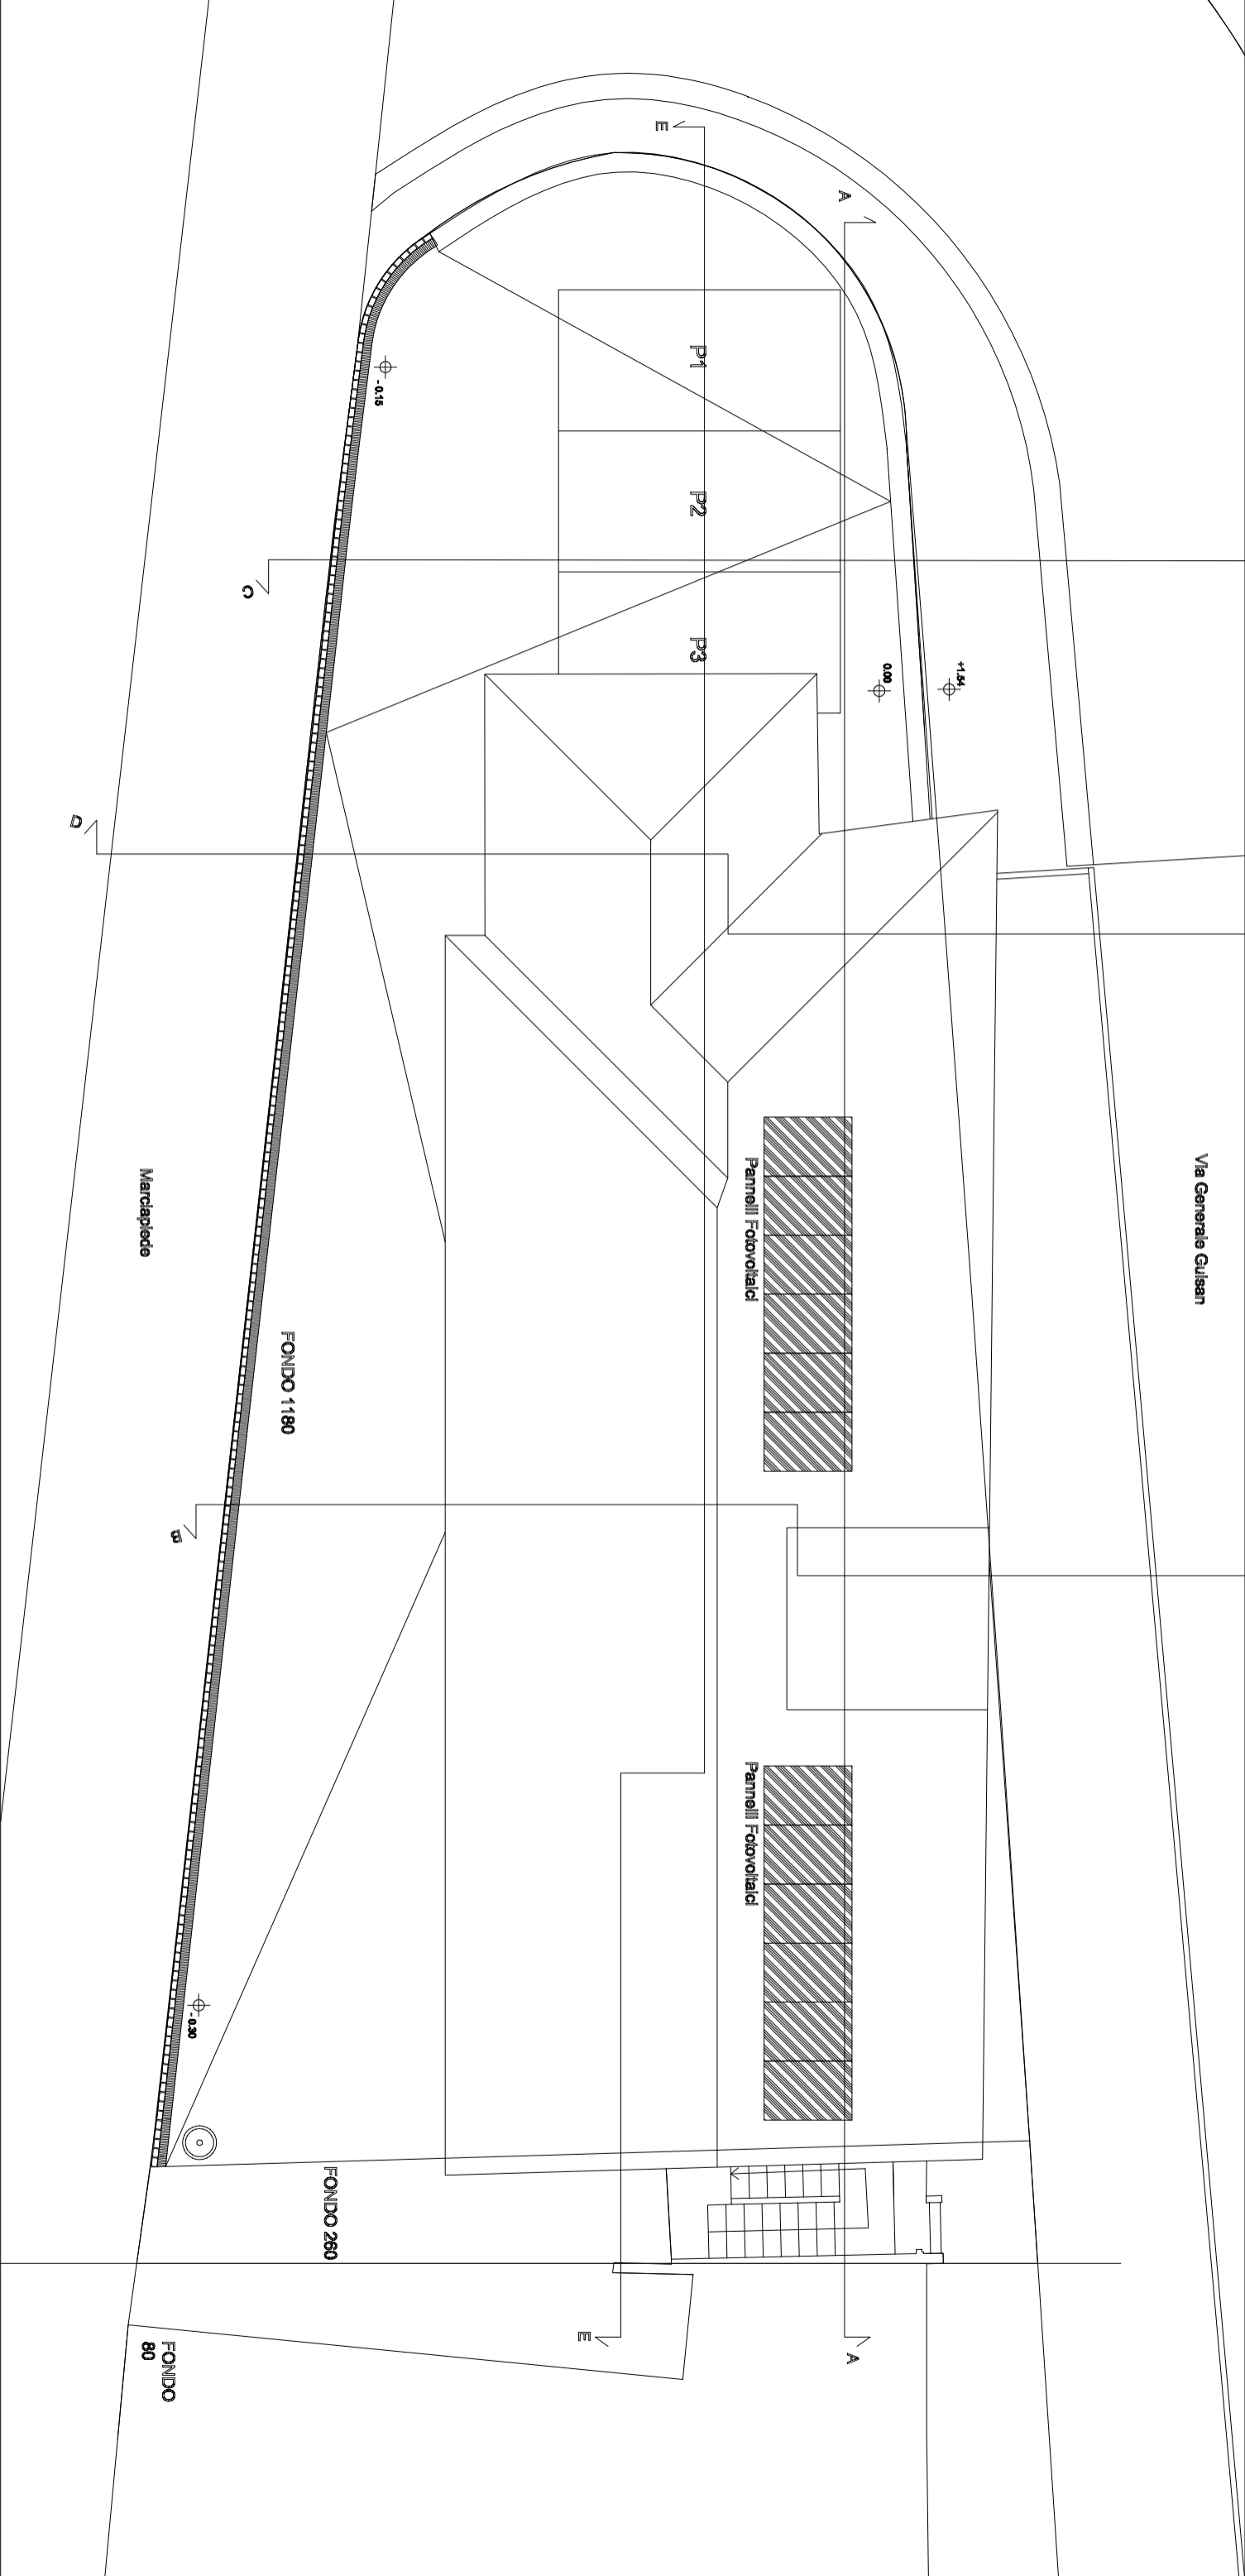 E
A
P1
- 0.15
P2
C
P3
+1.54
0.00
D
Via Generale Guisan
Pannelli Fotovoltaici
Marciapiede
FONDO 1180
B
Pannelli Fotovoltaici
- 0.30
FONDO 260
E
A
FONDO
80